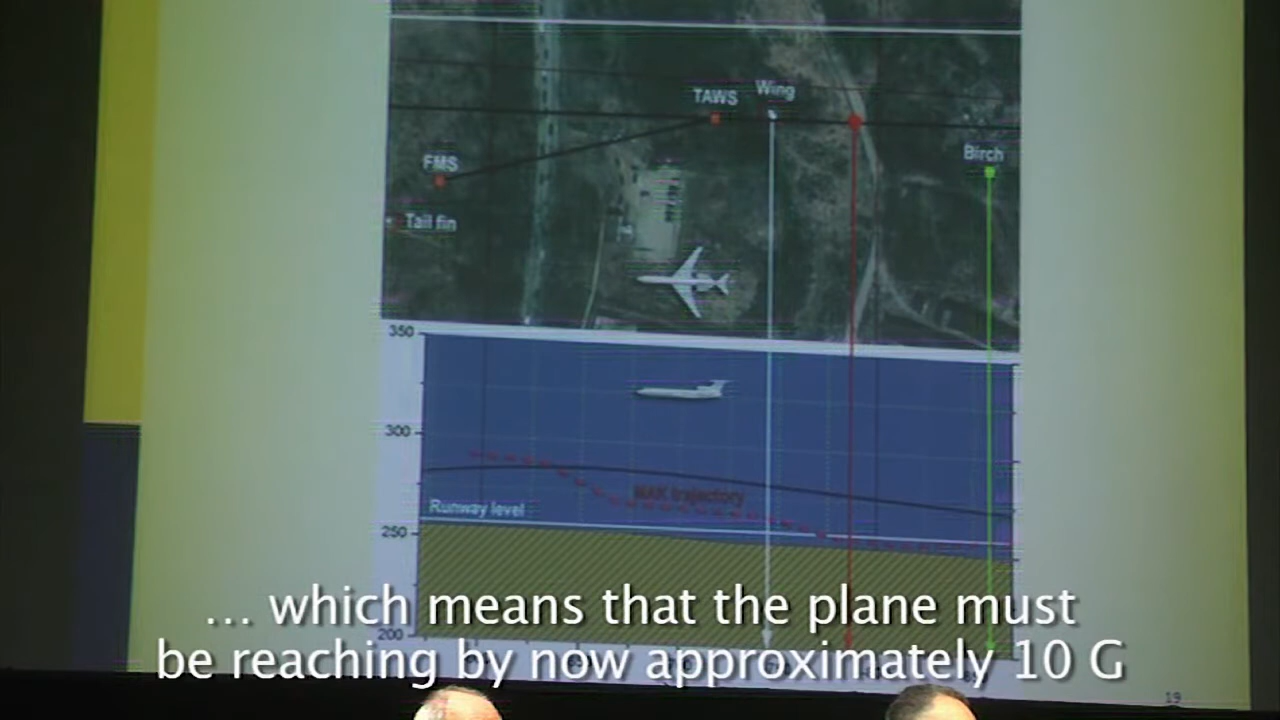 TAWS Wing
Birch
FMS
Tail fin
350
300
MAK trajectory
Runway level
250
200
... which means that the plane must
be reaching by now approximately 10 G
19